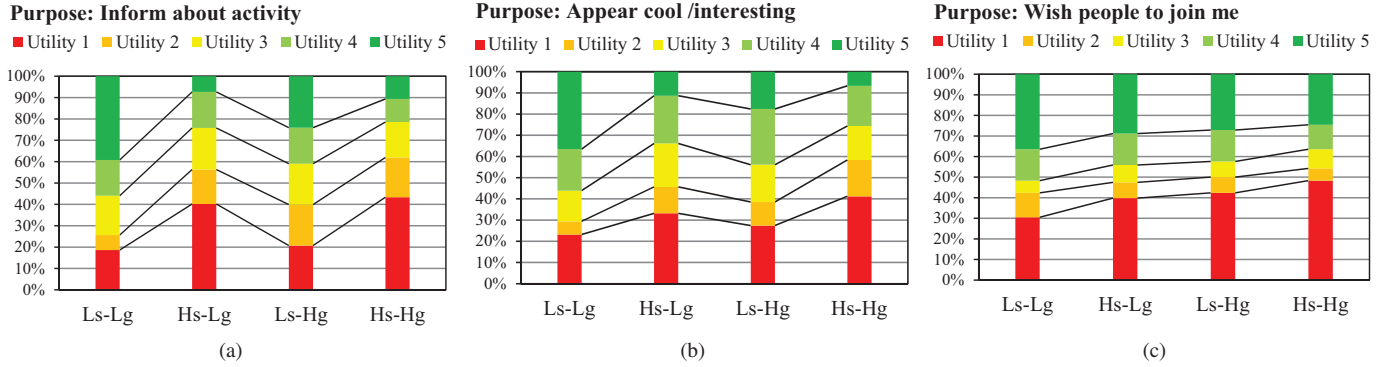 Purpose: Inform about activity
Utility 1 Utility 2 Utility 3 Utility 4 Utility 5
100%
90%
80%
70%
60%
50%
40%
30%
20%
10%
0%
Ls-Lg Hs-Lg Ls-Hg Hs-Hg
(a)
Purpose: Appear cool /interesting
Utility 1 Utility 2 Utility 3 Utility 4 Utility 5
100%
90%
80%
70%
60%
50%
40%
30%
20%
10%
0%
Ls-Lg Hs-Lg Ls-Hg Hs-Hg
(b)
Purpose: Wish people to join me
Utility 1 Utility 2 Utility 3 Utility 4 Utility 5
100%
90%
80%
70%
60%
50%
40%
30%
20%
10%
0%
Ls-Lg Hs-Lg Ls-Hg Hs-Hg
(c)